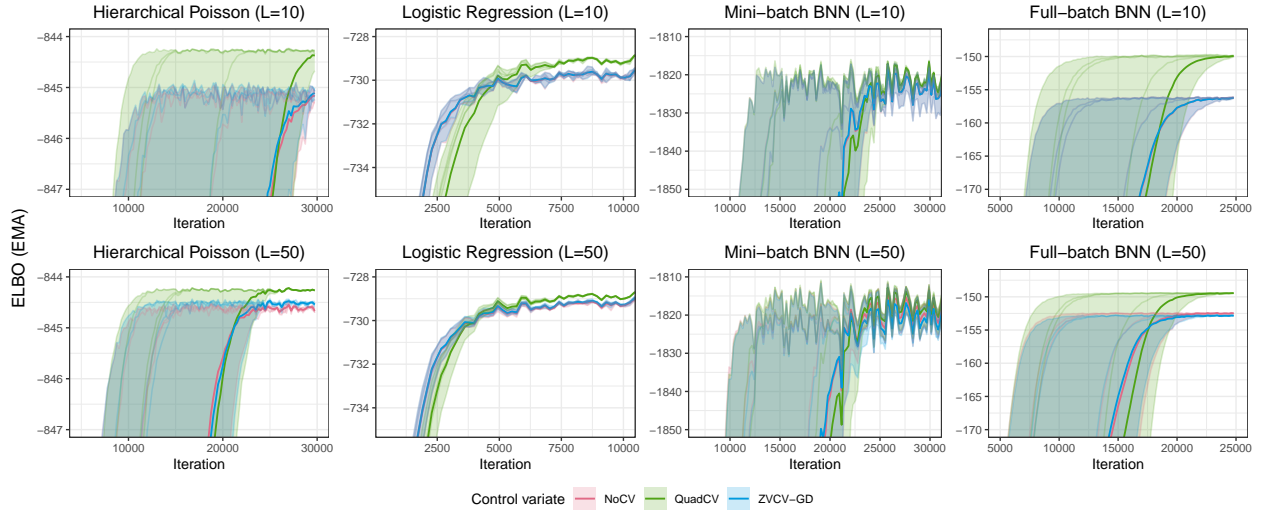 Hierarchical Poisson (L=10)
Logistic Regression (L=10)
Mini−batch BNN (L=10)
Full−batch BNN (L=10)
−844
−845
−846
−847
10000 20000 30000
Iteration
−728
−730
−732
−734
2500 5000 7500 10000
Iteration
−1810
−1820
−1830
−1840
−1850
10000 15000 20000 25000 30000
Iteration
−150
−155
−160
−165
−170
5000 10000 15000 20000 25000
Iteration
ELBO (EMA)
Hierarchical Poisson (L=50)
Logistic Regression (L=50)
Mini−batch BNN (L=50)
Full−batch BNN (L=50)
−844
−845
−846
−847
10000 20000 30000
Iteration
−728
−730
−732
−734
2500 5000 7500 10000
Iteration
−1810
−1820
−1830
−1840
−1850
10000 15000 20000 25000 30000
Iteration
−150
−155
−160
−165
−170
5000 10000 15000 20000 25000
Iteration
Control variate NoCV QuadCV ZVCV−GD